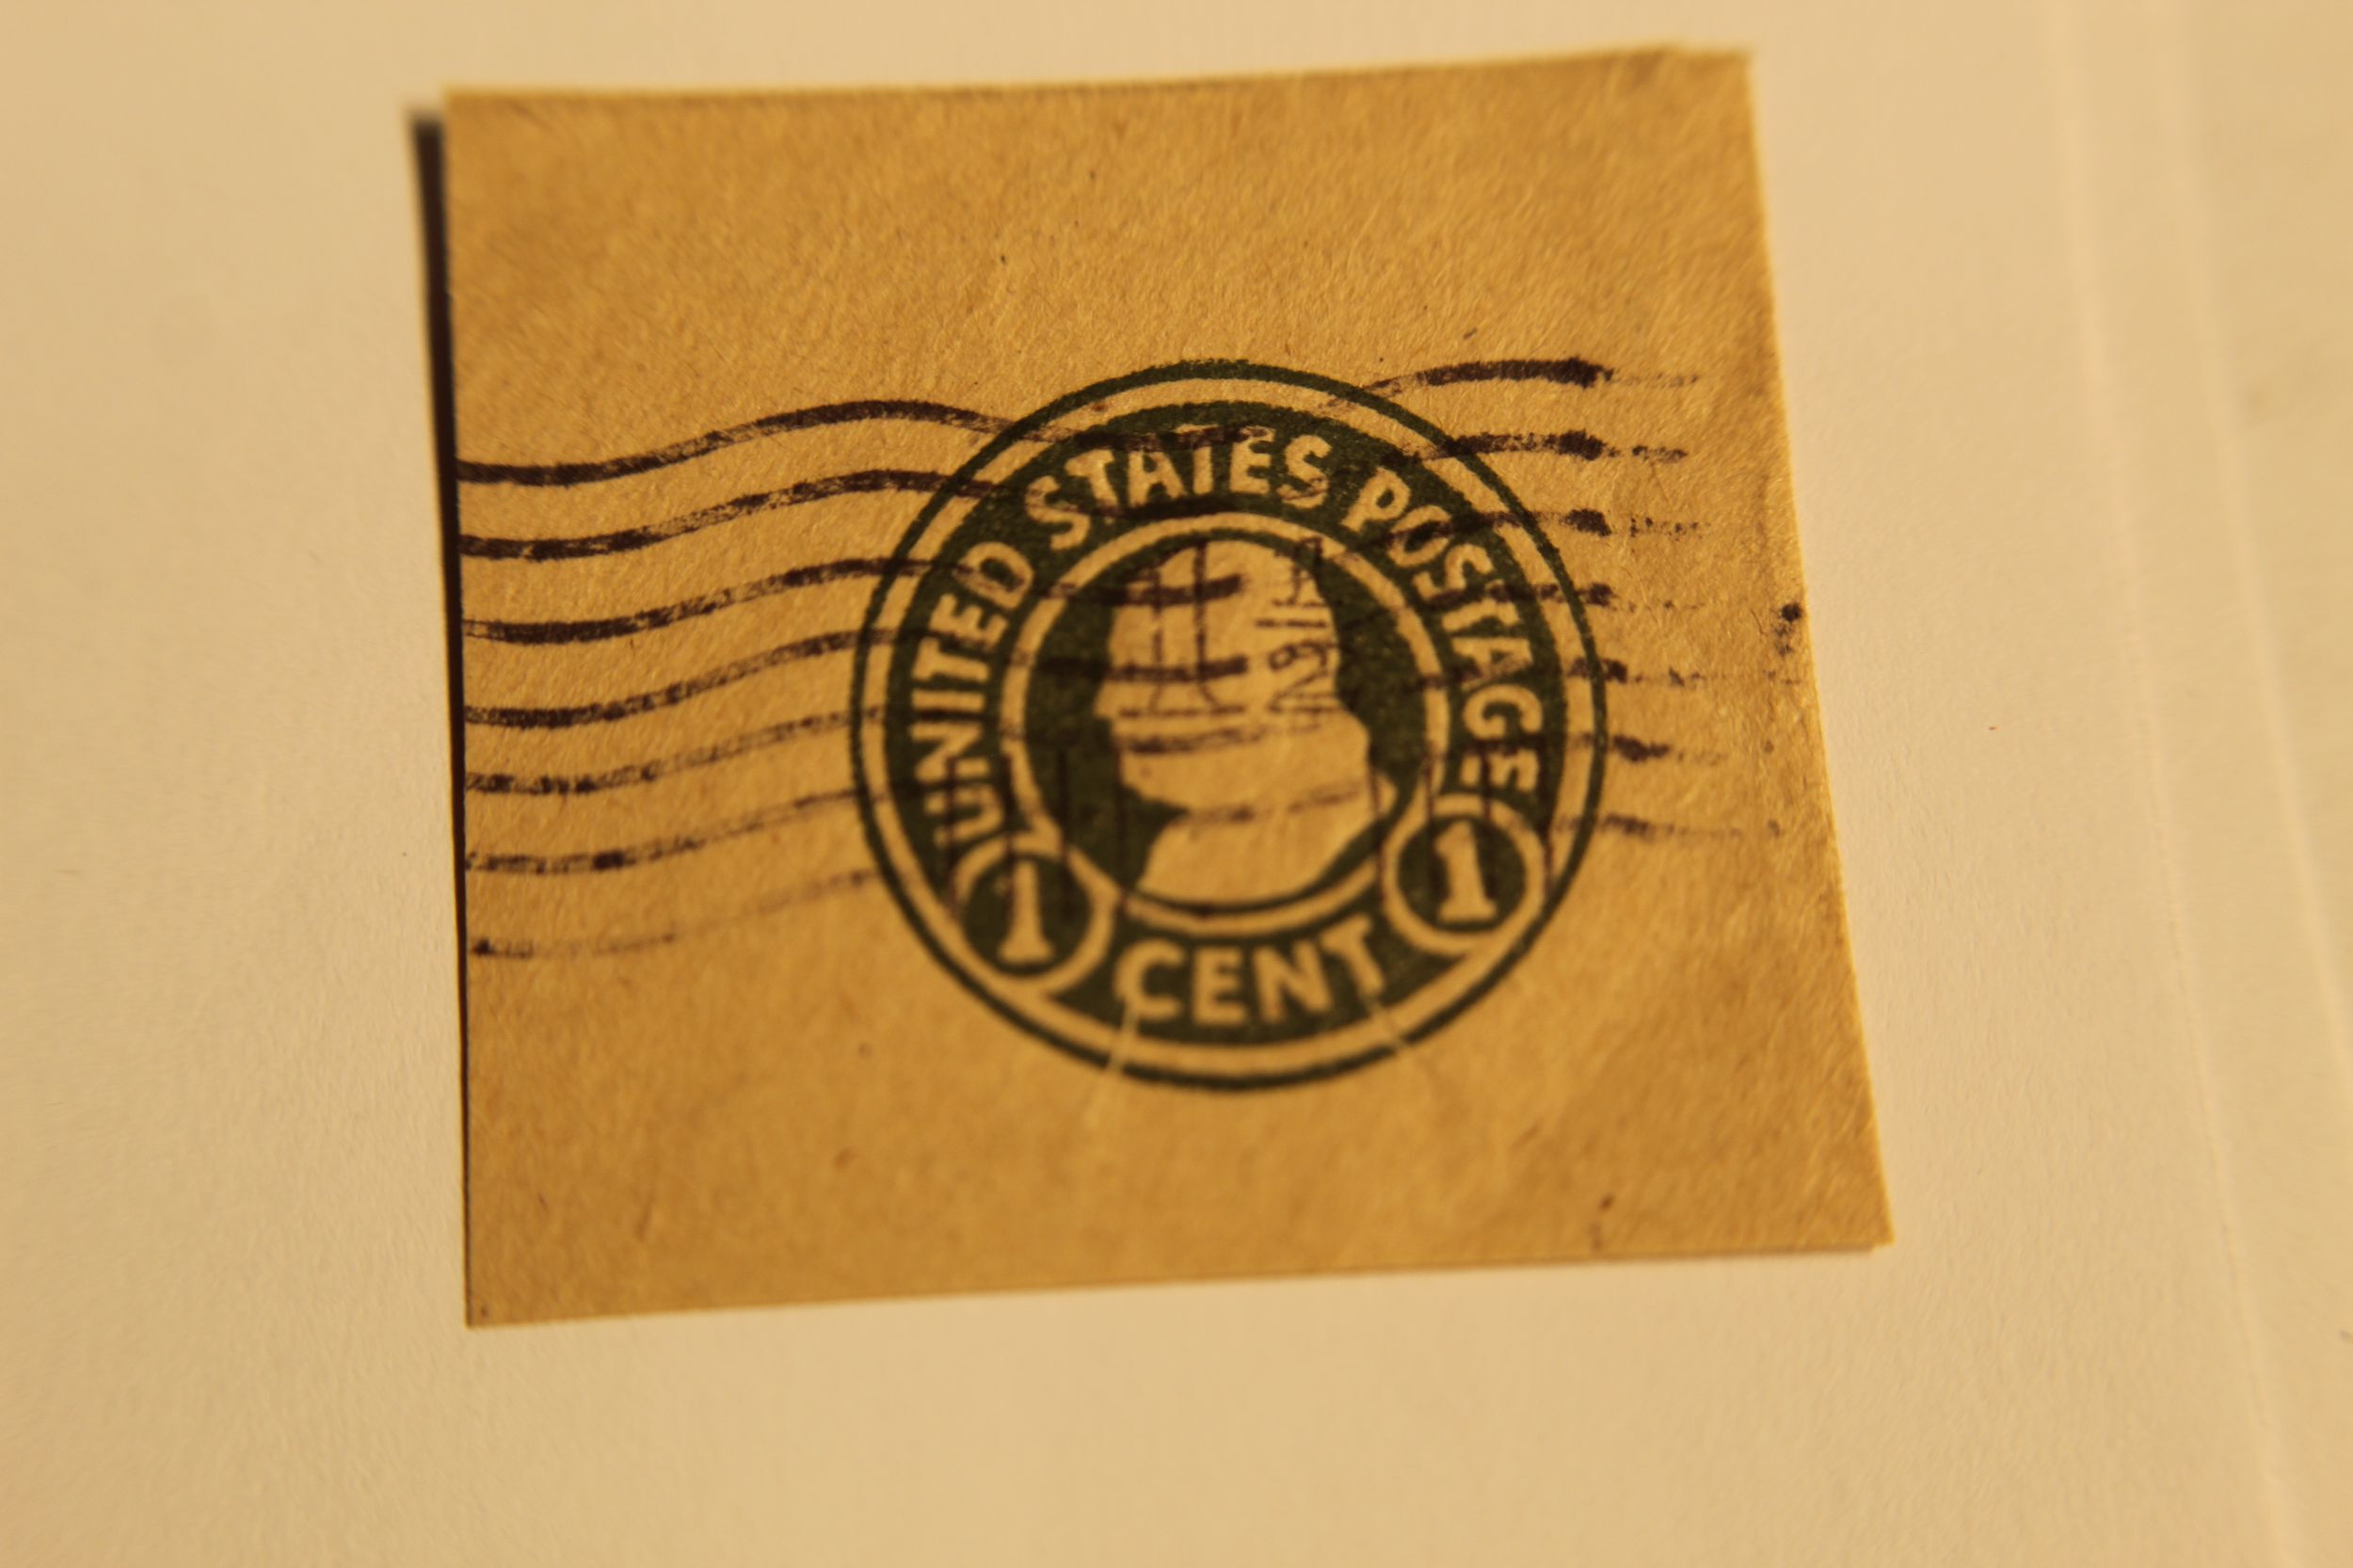 UNITED STATES POSTAGE
1 1
CENT